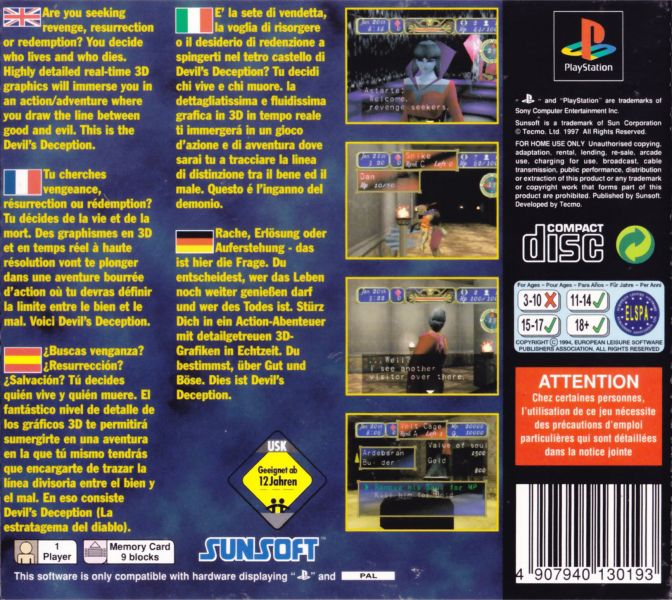 Are you seeking
revenge, resurrection
or redemption? You decide
who lives and who dies.
Highly detailed real-time 3D
graphics will immerse you in
an action/adventure where
you draw the line between
good and evil. This is the
Devil's Deception.
Tu cherches
vengeance,
résurrection ou rédemption?
Tu décides de la vie et de la
mort. Des graphismes en 3D
et en temps réel à haute
résolution vont te plonger
dans une aventure bourrée
d'action où tu devras définir
la limite entre le bien et le
mal. Voici Devil's Deception.
¿Buscas venganza?
¿Resurrección?
¿Salvación? Tú decides
quién vive y quién muere. El
fantástico nivel de detalle de
los gráficos 3D te permitirá
sumergirte en una aventura
en la que tú mismo tendrás
que encargarte de trazar la
línea divisoria entre el bien y
el mal. En eso consiste
Devil's Deception (La
estratagema del diablo).
E' la sete di vendetta,
la voglia di risorgere
o il desiderio di redenzione a
spingerti nel tetro castello di
Devil's Deception? Tu decidi
chi vive e chi muore. la
dettagliatissima e fluidissima
grafica in 3D in tempo reale
ti immergerá in un gioco
d'azione e di avventura dove
sarai tu a tracciare la linea
di distinzione tra il bene ed il
male. Questo é l'inganno del
demonio.
Rache, Erlösung oder
Auferstehung - das
ist hier die Frage. Du
entscheidest, wer das Leben
noch weiter genießen darf
und wer des Todes ist. Stürz
Dich in ein Action-Abenteuer
mit detailgetreuen 3D-
Grafiken in Echtzeit. Du
bestimmst, über Gut und
Böse. Dies ist Devil's
Deception.
USK
Geeignet ab
12 Jahren
1
Player
Memory Card
9 blocks
SUNSOFT
This software is only compatible with hardware displaying " " and PAL
Astarte:
Welcome,
revenge seekers.
Spike
Left
Dan
HP 10/50
...Well?
I see another
visitor over there.
Volt Cage
Ardebaran
Value of soul
Gold
PlayStation
" " and "PlayStation" are trademarks of
Sony Computer Entertainment Inc.
Sunsoft is a trademark of Sun Corporation
© Tecmo, Ltd. 1997 All Rights Reserved.
FOR HOME USE ONLY Unauthorised copying,
adaptation, rental, lending, re-sale, arcade
use, charging for use, broadcast, cable
transmission, public performance, distribution
or extraction of this product or any trademark
or copyright work that forms part of this
product are prohibited. Published by Sunsoft.
Developed by Tecmo.
COMPACT
disc
For Ages - Pour Ages - Para Años - Für Jahre - Per Anni
3-10
11-14
15-17
18+
ELSPA
COPYRIGHT © 1994, EUROPEAN LEISURE SOFTWARE
PUBLISHERS ASSOCIATION, ALL RIGHTS RESERVED
ATTENTION
Chez certaines personnes,
l'utilisation de ce jeu nécessite
des précautions d'emploi
particulières qui sont détaillées
dans la notice jointe
4 907940 130193